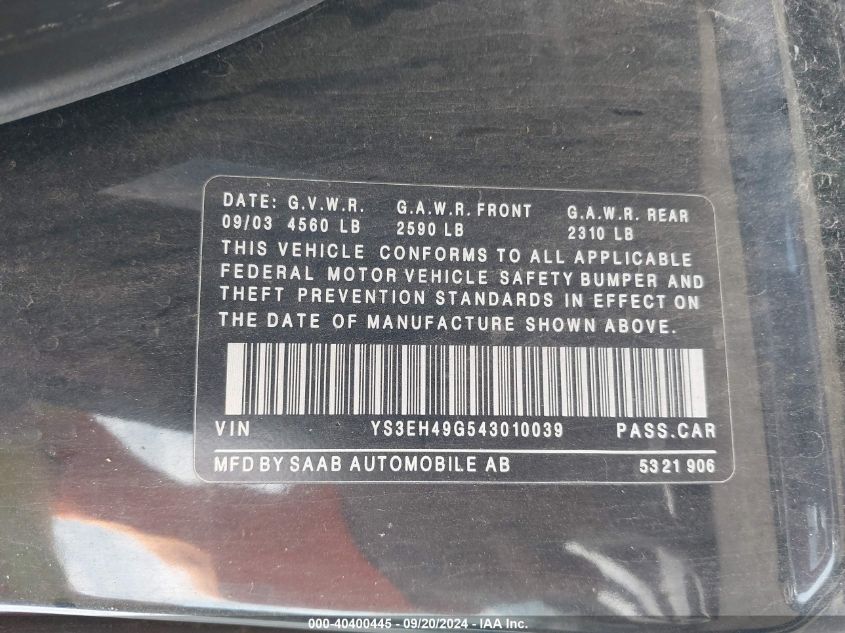 DATE: G.V.W.R. G.A.W.R. FRONT G.A.W.R. REAR
09/03 4560 LB 2590 LB 2310 LB
THIS VEHICLE CONFORMS TO ALL APPLICABLE
FEDERAL MOTOR VEHICLE SAFETY BUMPER AND
THEFT PREVENTION STANDARDS IN EFFECT ON
THE DATE OF MANUFACTURE SHOWN ABOVE.
VIN YS3EH49G543010039 PASS.CAR
MFD BY SAAB AUTOMOBILE AB 5321906
000-40400445 - 09/20/2024 - IAA Inc.